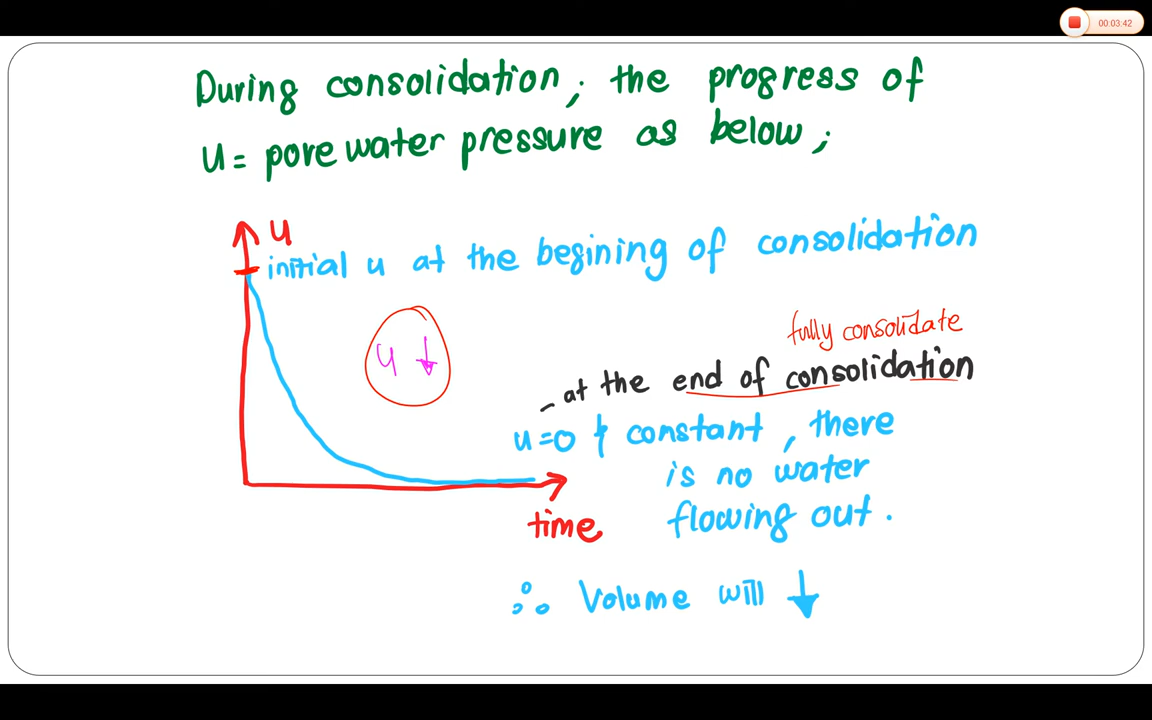 00:03:42
During consolidation, the progress of
u = pore water pressure as below;
u
initial u at the begining of consolidation
u ↓
fully consolidate
at the end of consolidation
u=0 & constant, there
is no water
flowing out.
time
∴ Volume will ↓